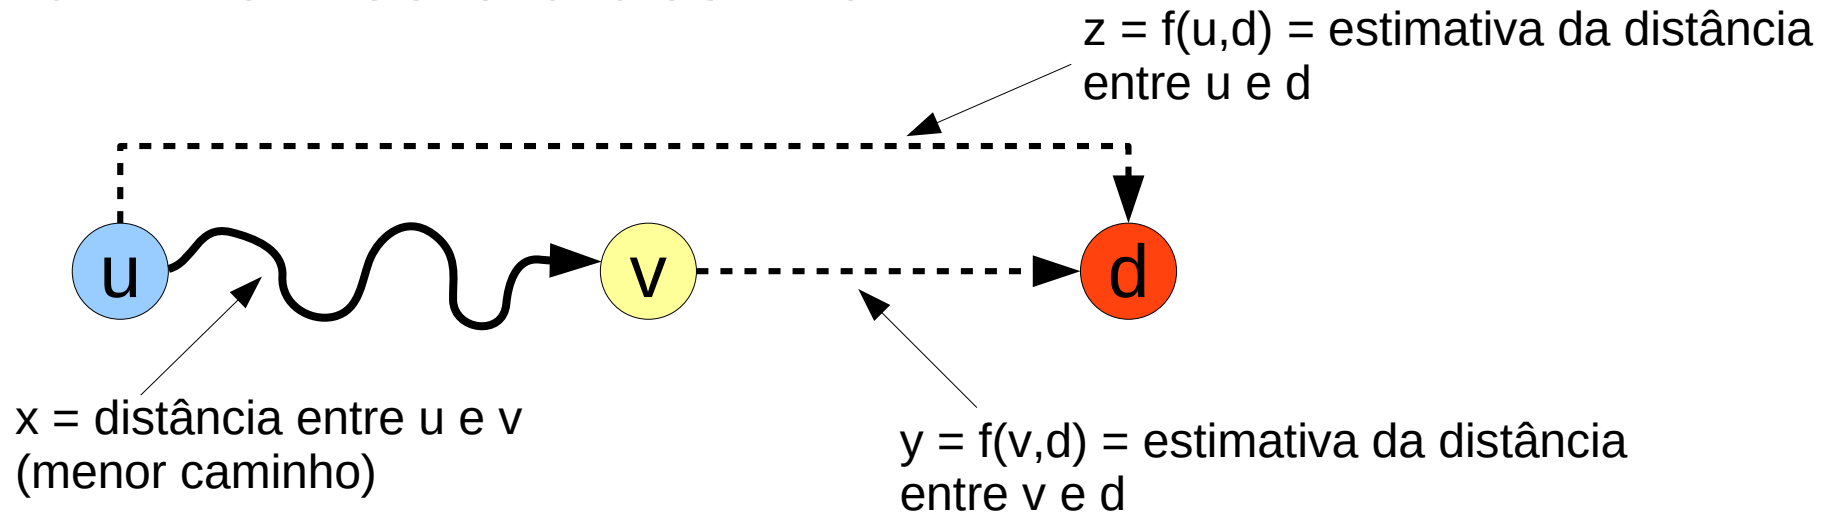 z = f(u,d) = estimativa da distância
entre u e d
u
v
d
x = distância entre u e v
(menor caminho)
y = f(v,d) = estimativa da distância
entre v e d